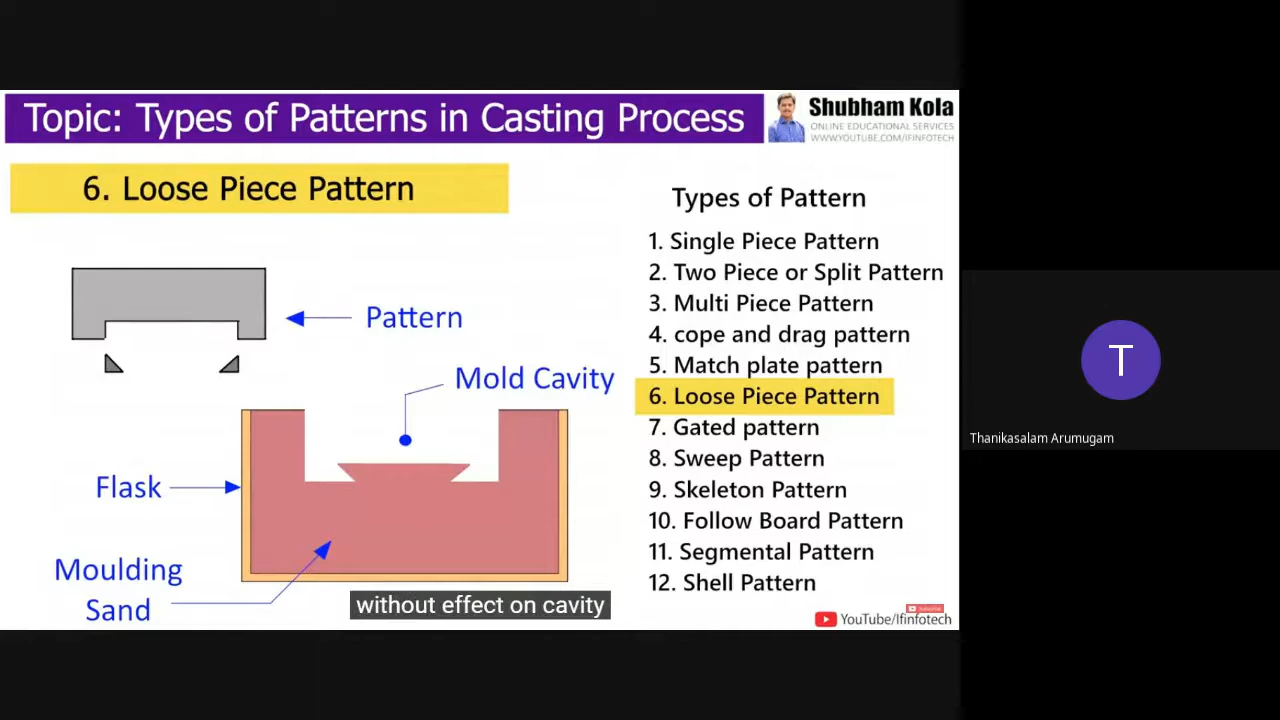 Topic: Types of Patterns in Casting Process
Shubham Kola
ONLINE EDUCATIONAL SERVICES
WWW.YOUTUBE.COM/IFINFOTECH
6. Loose Piece Pattern
Pattern
Mold Cavity
Flask
Moulding
Sand
Types of Pattern
1. Single Piece Pattern
2. Two Piece or Split Pattern
3. Multi Piece Pattern
4. cope and drag pattern
5. Match plate pattern
6. Loose Piece Pattern
7. Gated pattern
8. Sweep Pattern
9. Skeleton Pattern
10. Follow Board Pattern
11. Segmental Pattern
12. Shell Pattern
without effect on cavity
YouTube/Ifinfotech
T
Thanikasalam Arumugam